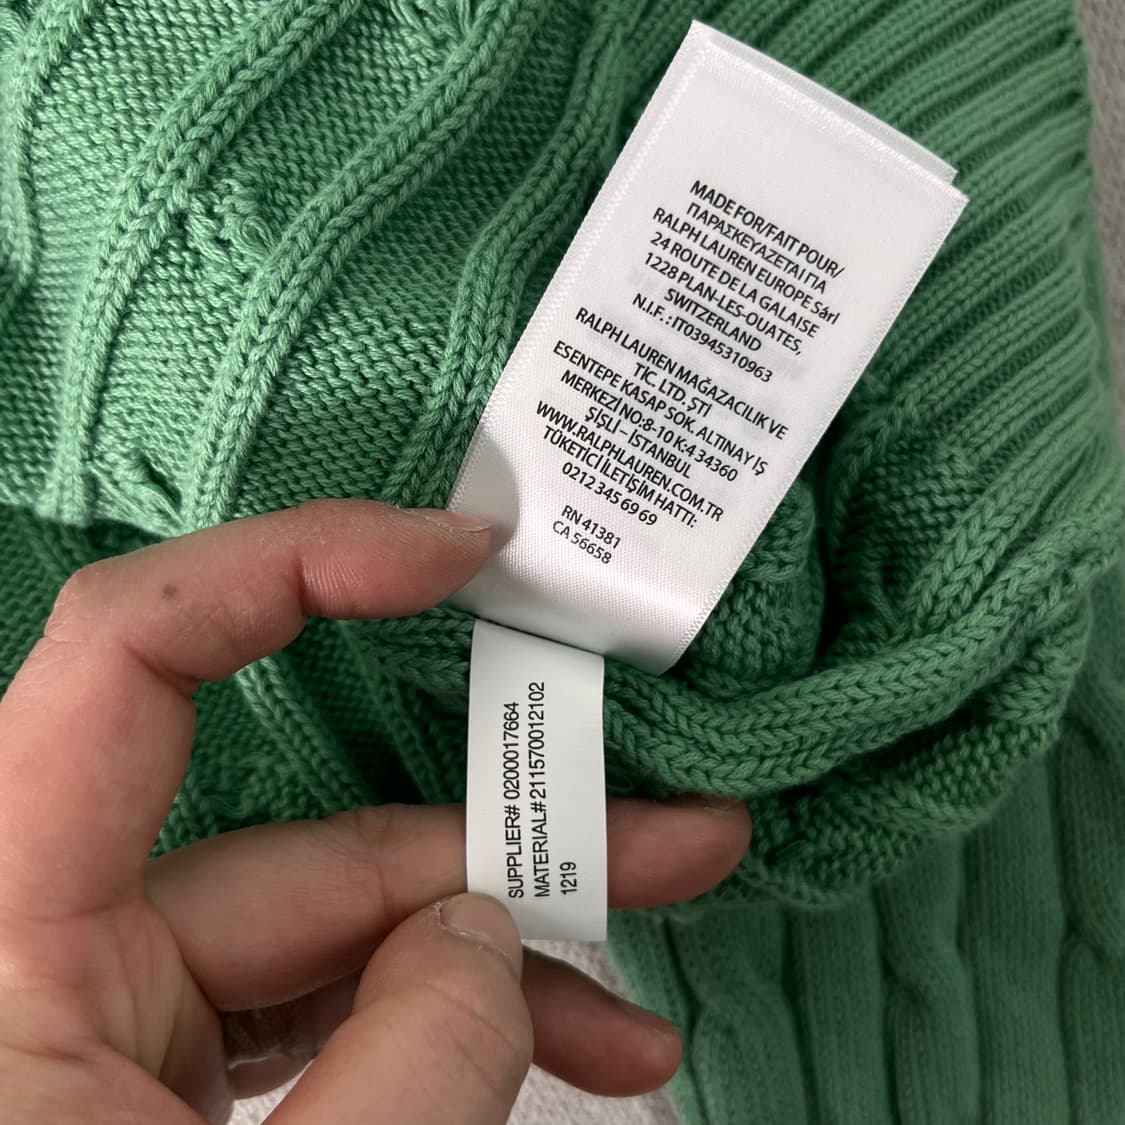 MADE FOR/FAIT POUR/
ΠΑΡΑΣΚΕΥΑΖΕΤΑΙ ΓΙΑ
RALPH LAUREN EUROPE Sárl
24 ROUTE DE LA GALAISE
1228 PLAN-LES-OUATES,
SWITZERLAND
N.I.F. : IT03945310963
RALPH LAUREN MAĞAZACILIK VE
TİC. LTD. ŞTİ
ESENTEPE KASAP SOK. ALTINAY İŞ
MERKEZİ NO:8-10 K:4 34360
ŞİŞLİ – İSTANBUL
WWW.RALPHLAUREN.COM.TR
TÜKETİCİ İLETİŞİM HATTI:
0212 345 69 69
RN 41381
CA 56658
SUPPLIER# 0200017664
MATERIAL# 211570012102
1219